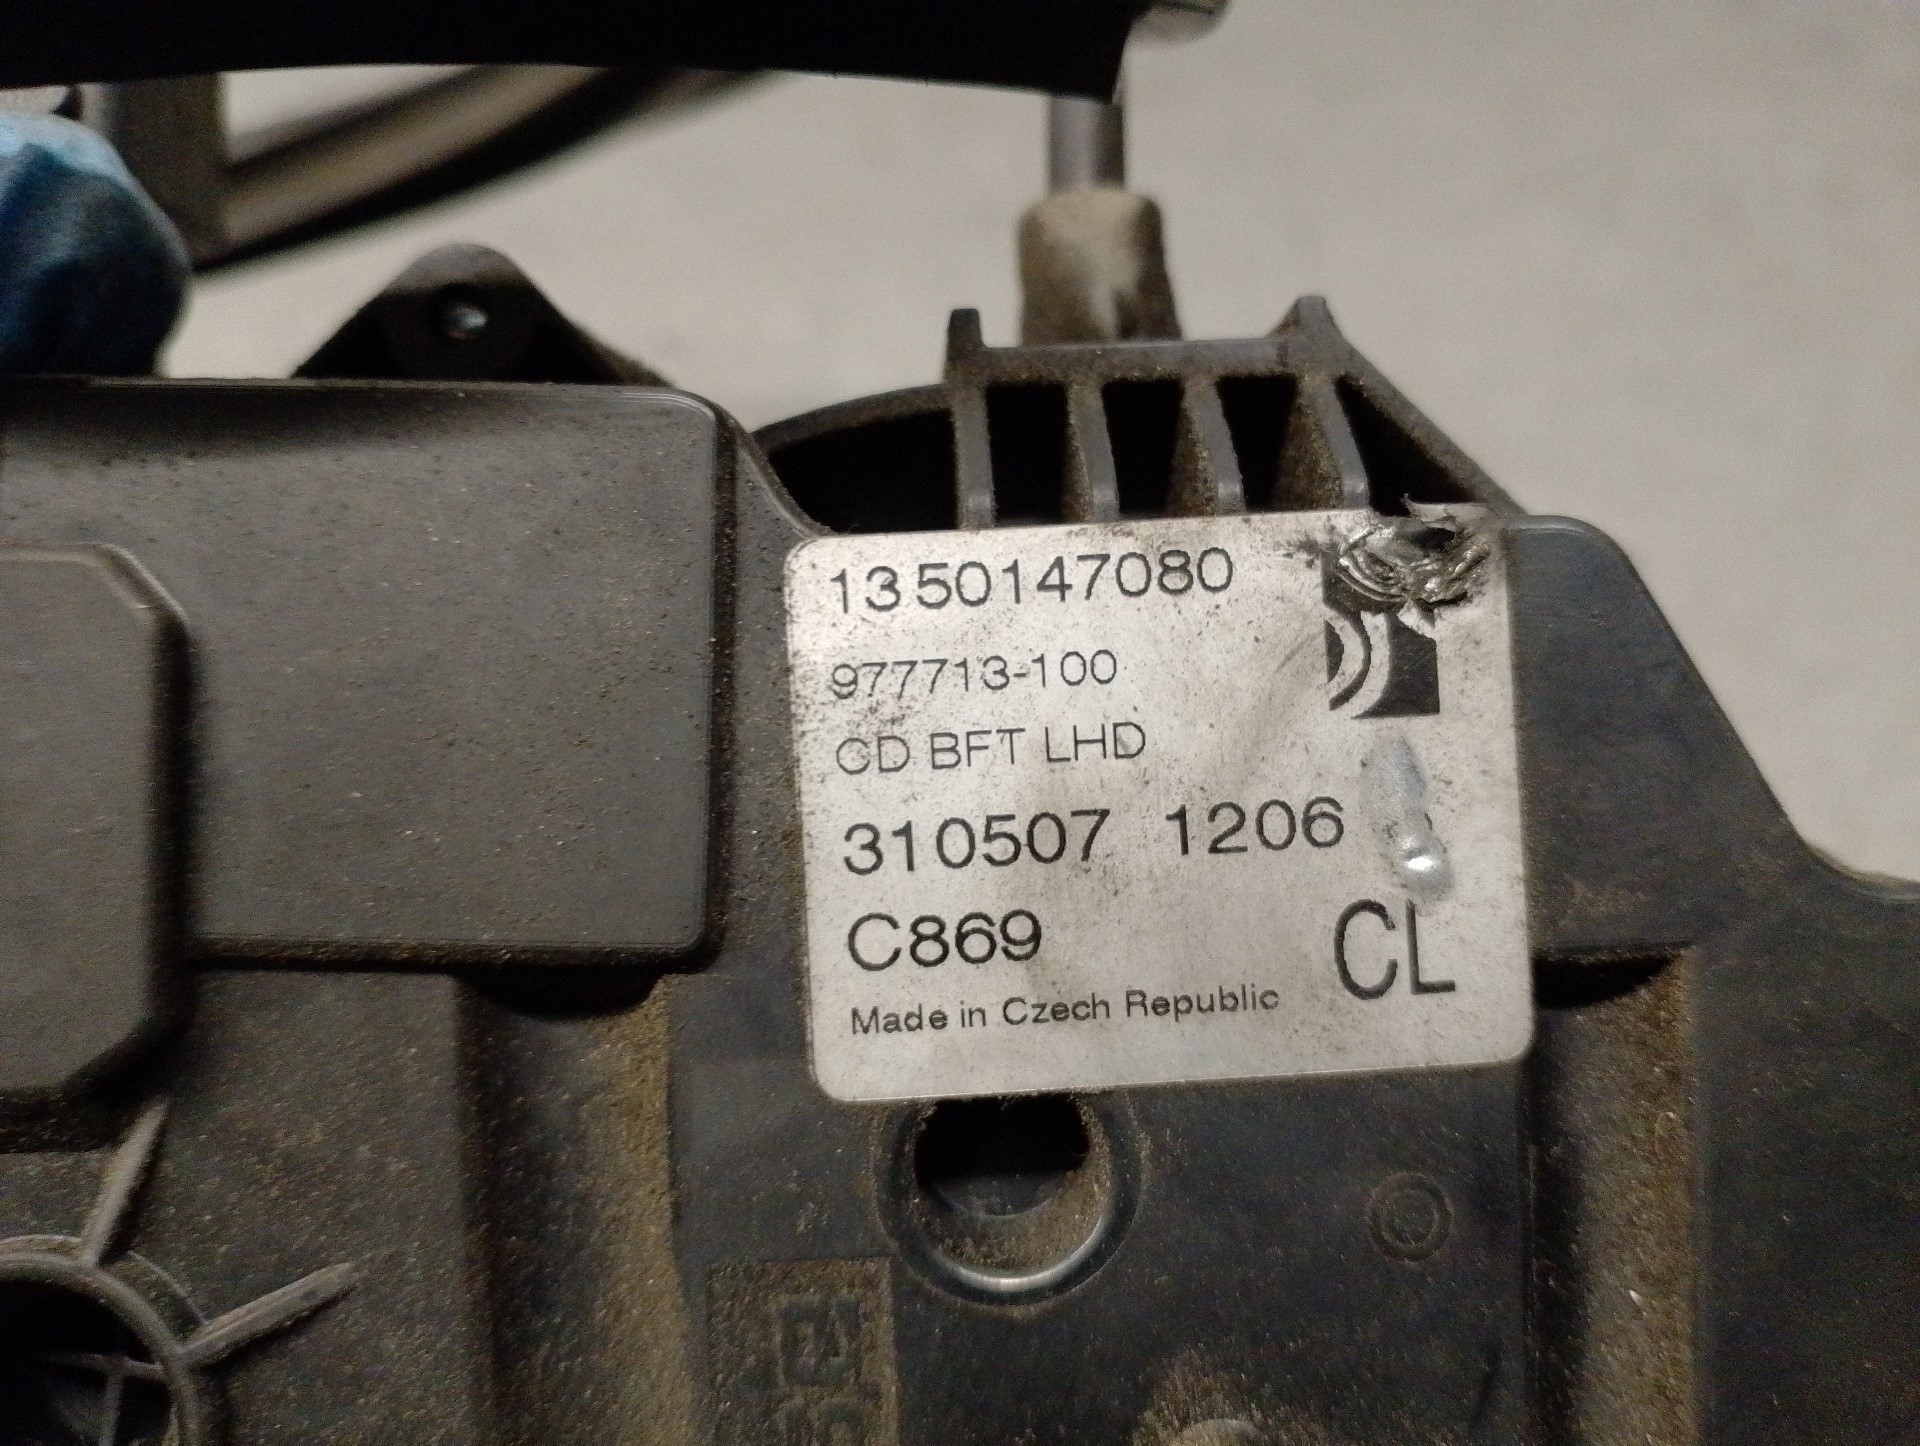 1350147080
977713-100
CD BFT LHD
310507 1206
C869
CL
Made in Czech Republic